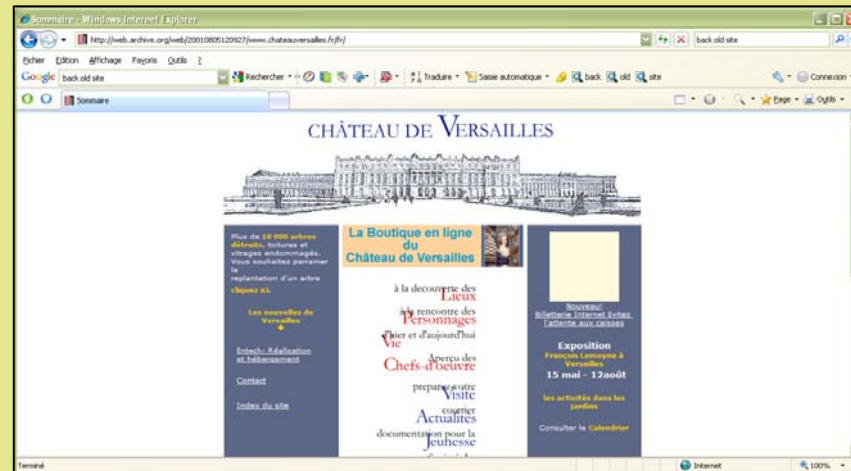 Sommaire - Windows Internet Explorer
http://web.archive.org/web/20010805120927/www.chateauversailles.fr/fr/
back old site
Fichier Edition Affichage Favoris Outils ?
Google back old site Rechercher Traduire Saisie automatique back old site Connexion
Sommaire Page Outils
CHÂTEAU DE VERSAILLES
Plus de 10 000 arbres
détruits, toitures et
vitrages endommagés.
Vous souhaitez parrainer
la
replantation d'un arbre
cliquez ici.
Les nouvelles de
Versailles
Entech: Réalisation
et hébergement
Contact
Index du site
La Boutique en ligne
du
Château de Versailles
à la decouverte des
Lieux
à la rencontre des
Personnages
d'hier et d'aujourd'hui
Vie
Aperçu des
Chefs-d'oeuvre
preparez votre
Visite
courrier
Actualités
documentation pour la
Jeunesse
Nouveau!
Billetterie Internet Evitez
l'attente aux caisses
Exposition
François Lemoyne à
Versailles
15 mai - 12août
les activités dans les
jardins
Consulter le Calendrier
Terminé Internet 100%